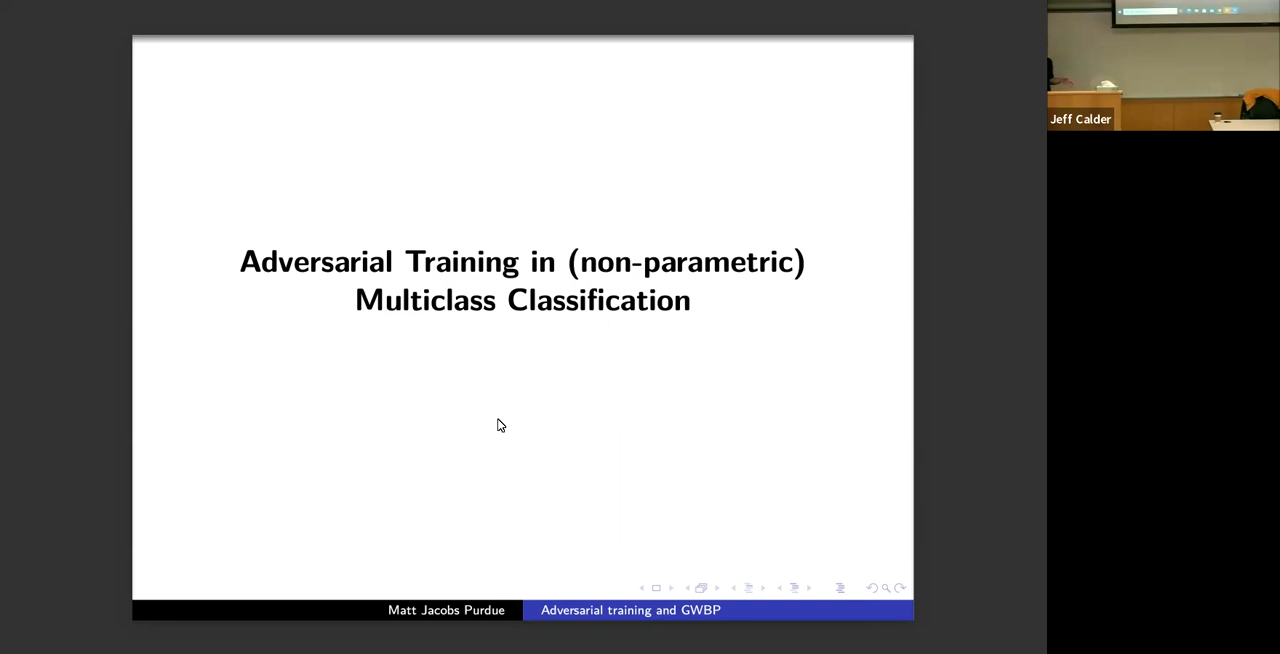 Adversarial Training in (non-parametric)
Multiclass Classification
Matt Jacobs Purdue
Adversarial training and GWBP
Jeff Calder